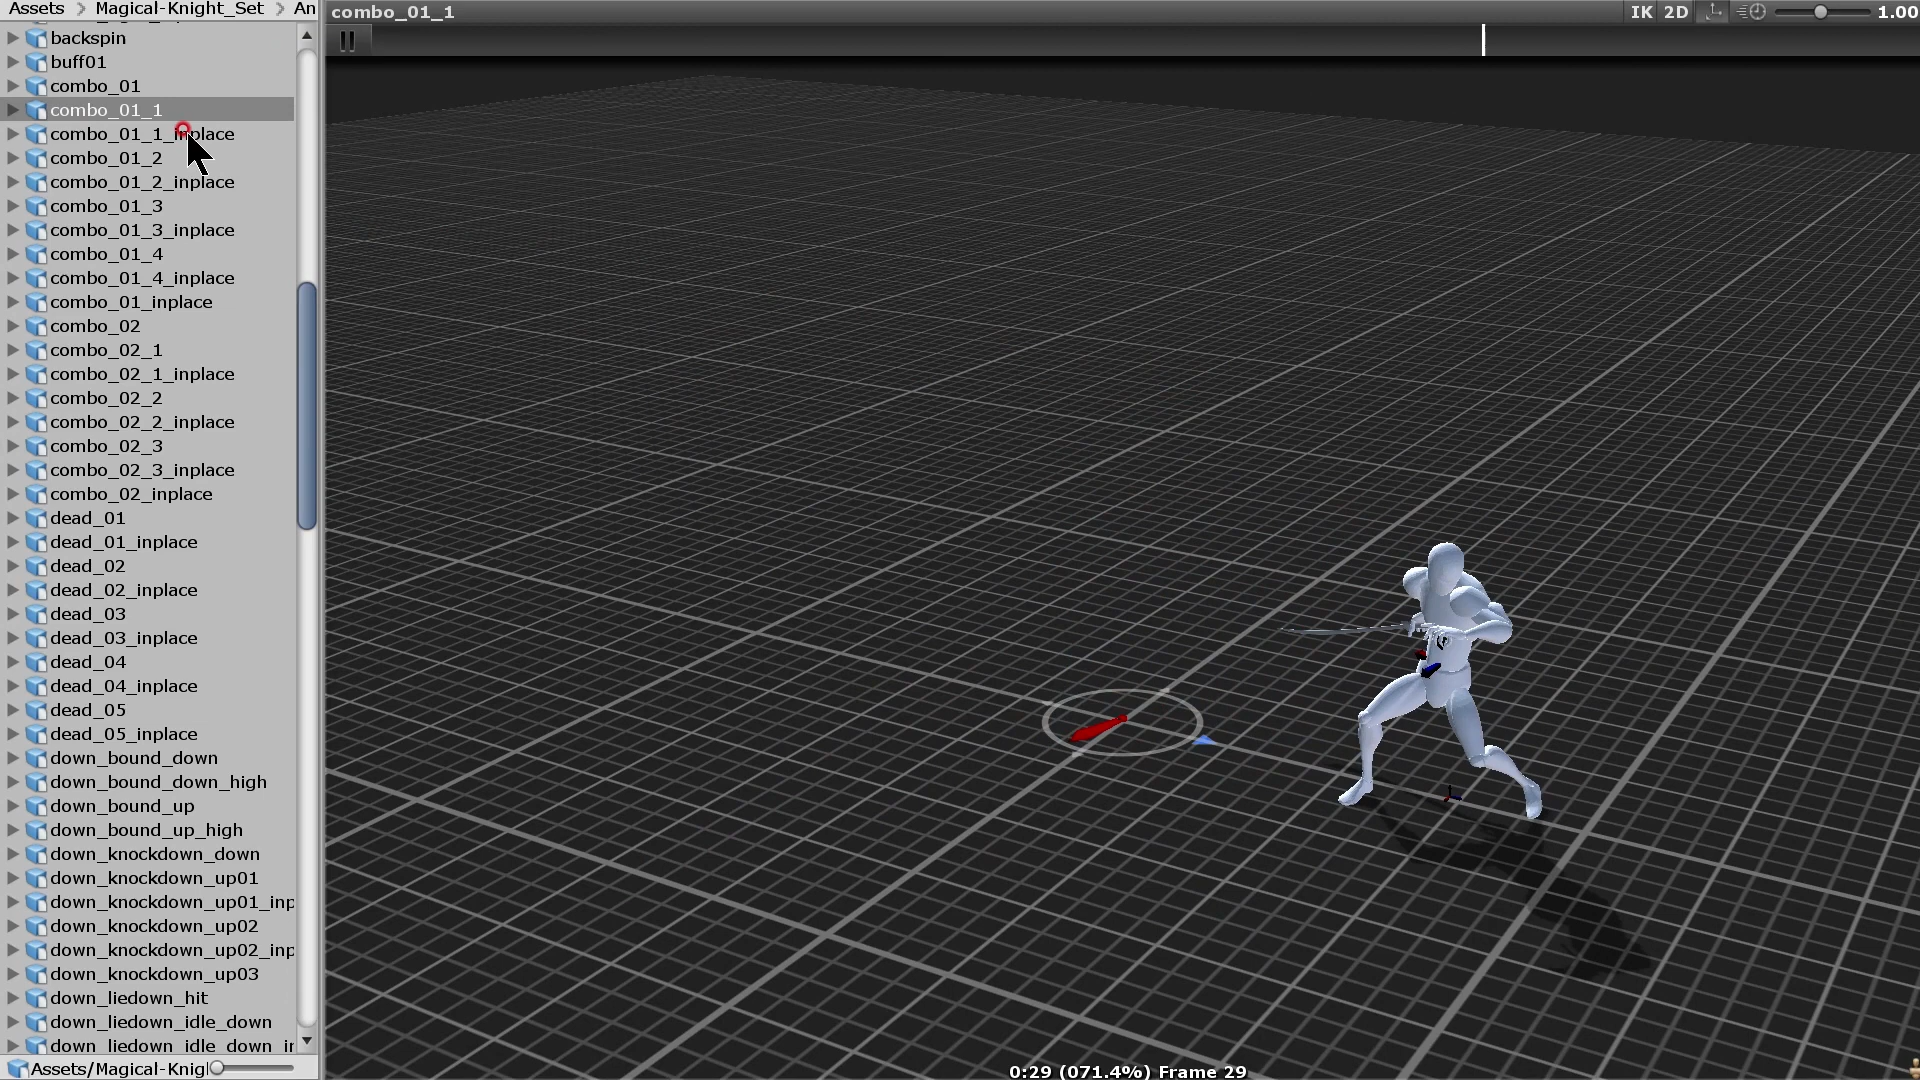 Assets > Magical-Knight_Set > An
backspin
buff01
combo_01
combo_01_1
combo_01_1_inplace
combo_01_2
combo_01_2_inplace
combo_01_3
combo_01_3_inplace
combo_01_4
combo_01_4_inplace
combo_01_inplace
combo_02
combo_02_1
combo_02_1_inplace
combo_02_2
combo_02_2_inplace
combo_02_3
combo_02_3_inplace
combo_02_inplace
dead_01
dead_01_inplace
dead_02
dead_02_inplace
dead_03
dead_03_inplace
dead_04
dead_04_inplace
dead_05
dead_05_inplace
down_bound_down
down_bound_down_high
down_bound_up
down_bound_up_high
down_knockdown_down
down_knockdown_up01
down_knockdown_up01_inp
down_knockdown_up02
down_knockdown_up02_inp
down_knockdown_up03
down_liedown_hit
down_liedown_idle_down
down_liedown_idle_down_i
Assets/Magical-Knig
combo_01_1
IK 2D 1.00
0:29 (071.4%) Frame 29